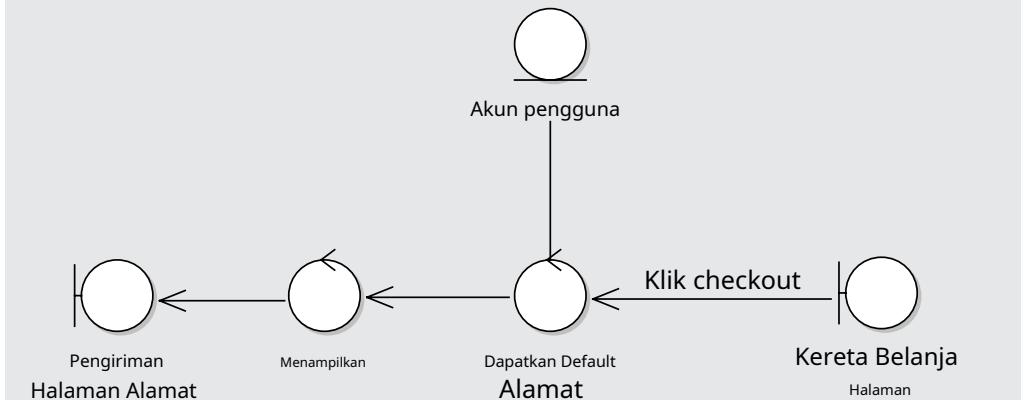 Akun pengguna
Klik checkout
Pengiriman
Halaman Alamat
Menampilkan
Dapatkan Default
Alamat
Kereta Belanja
Halaman